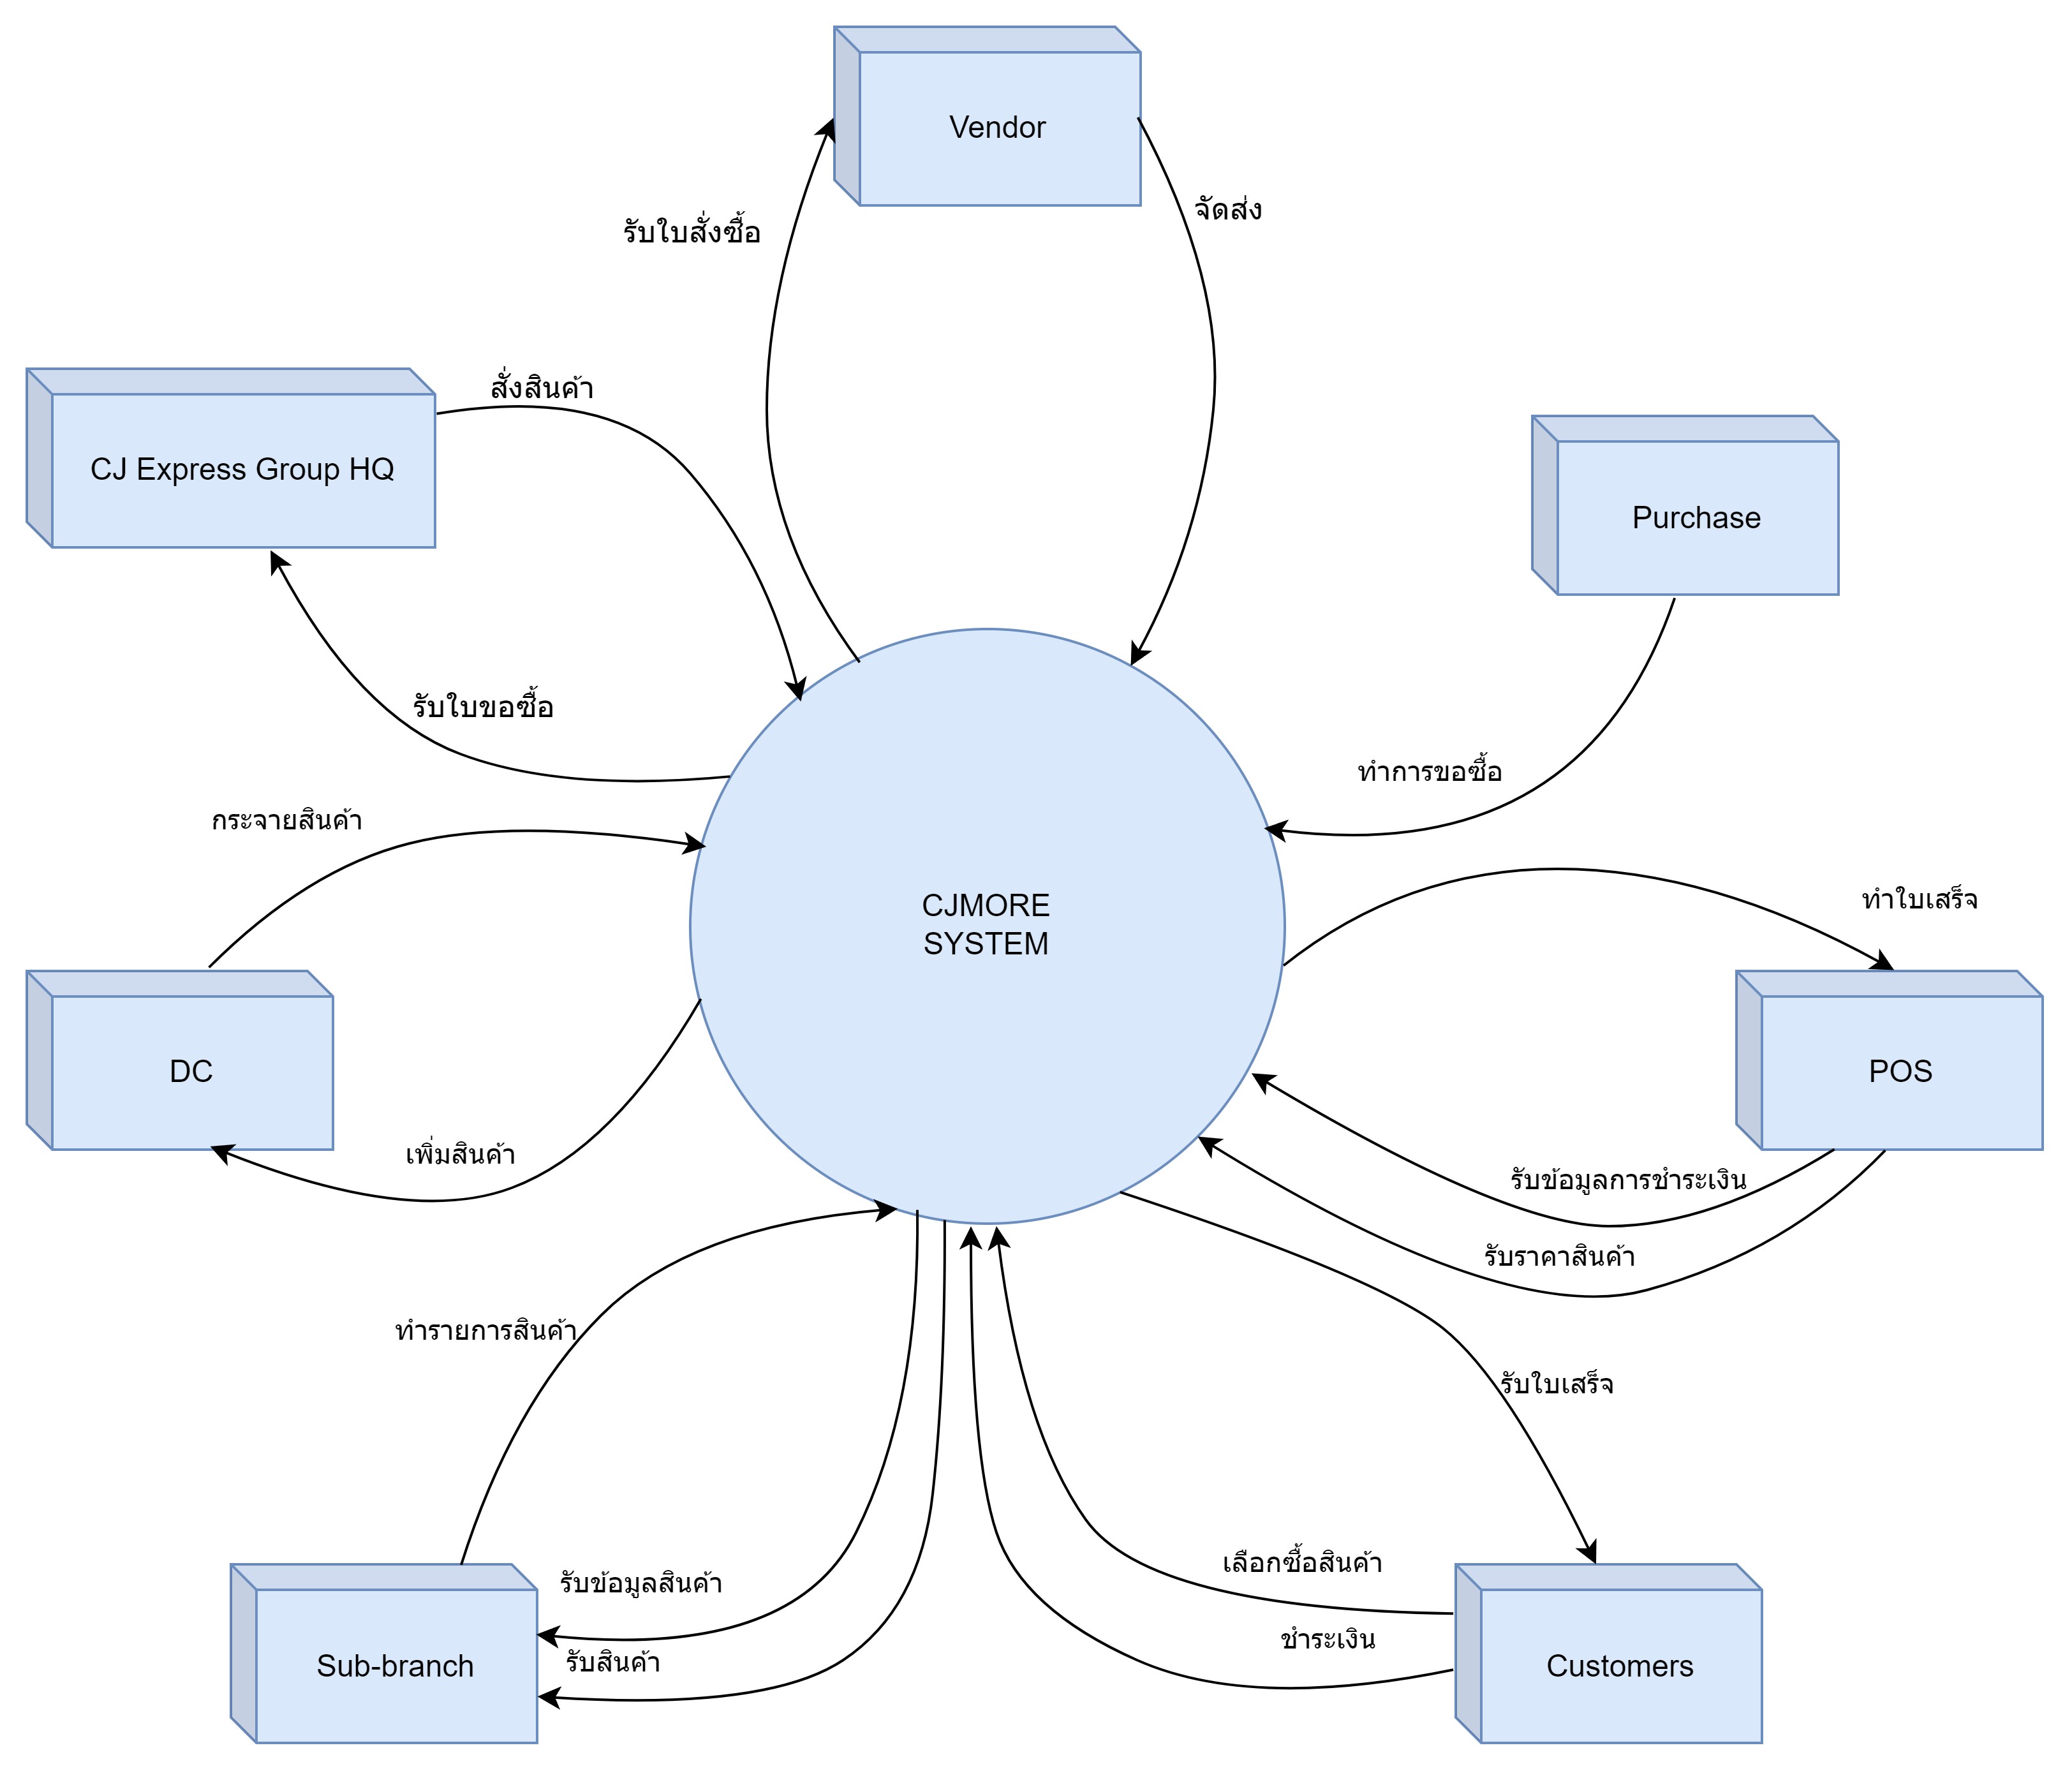 Vendor
จัดส่ง
รับใบสั่งซื้อ
สั่งสินค้า
CJ Express Group HQ
Purchase
รับใบขอซื้อ
ทำการขอซื้อ
กระจายสินค้า
CJMORE
SYSTEM
ทำใบเสร็จ
DC
POS
เพิ่มสินค้า
รับข้อมูลการชำระเงิน
รับราคาสินค้า
ทำรายการสินค้า
รับใบเสร็จ
เลือกซื้อสินค้า
รับข้อมูลสินค้า
ชำระเงิน
รับสินค้า
Sub-branch
Customers